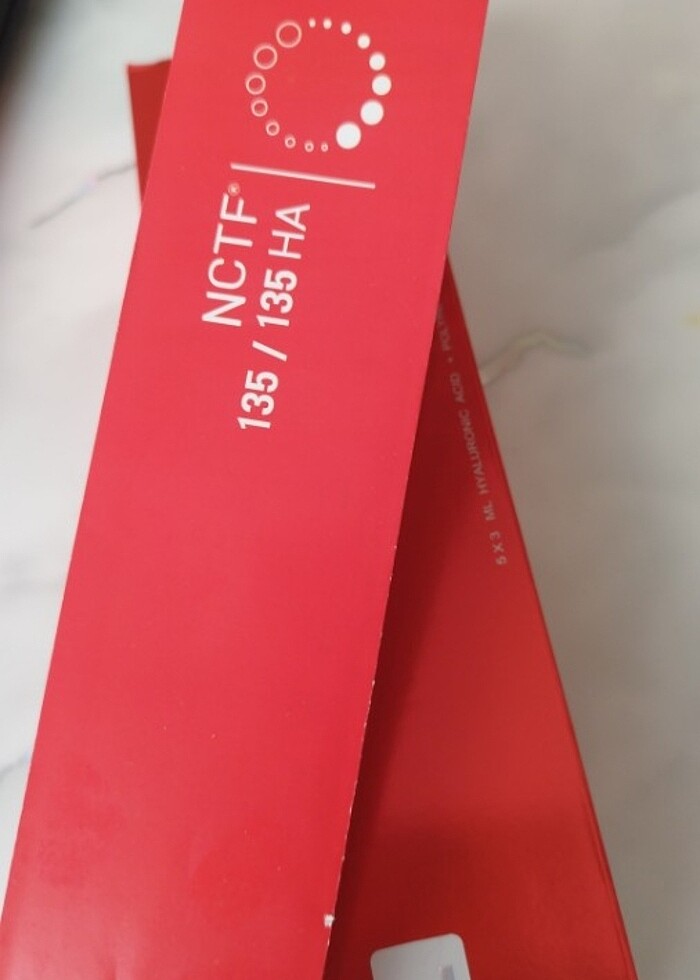 NCTF®
135 / 135 HA
5 X 3 ML HYALURONIC ACID +